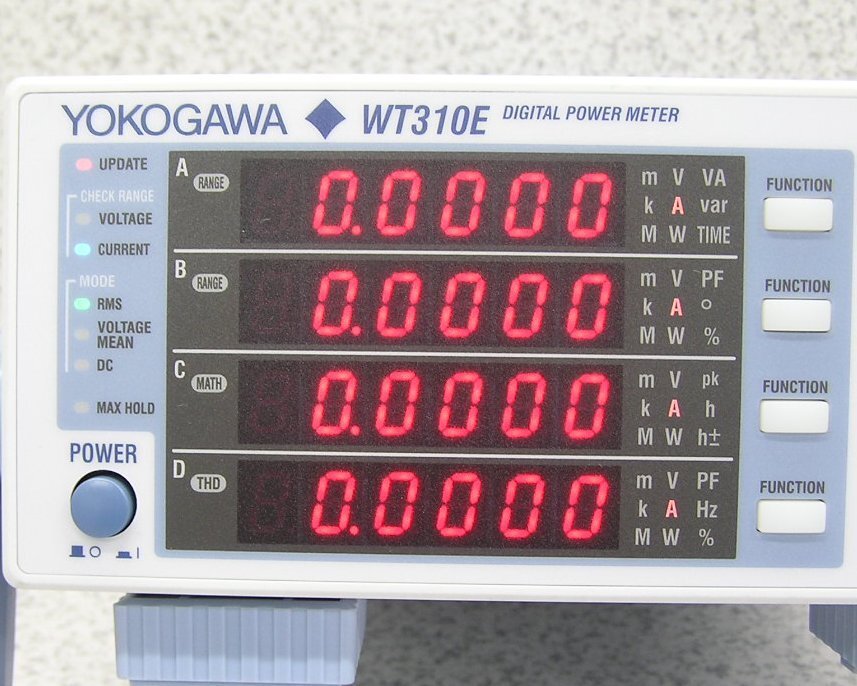 YOKOGAWA WT310E DIGITAL POWER METER
UPDATE
CHECK RANGE
VOLTAGE
CURRENT
MODE
RMS
VOLTAGE
MEAN
DC
MAX HOLD
POWER
A RANGE 0.0000 m V VA
k A var
M W TIME
FUNCTION
B RANGE 0.0000 m V PF
k A °
M W %
FUNCTION
C MATH 0.0000 m V pk
k A h
M W h±
FUNCTION
D THD 0.0000 m V PF
k A Hz
M W %
FUNCTION